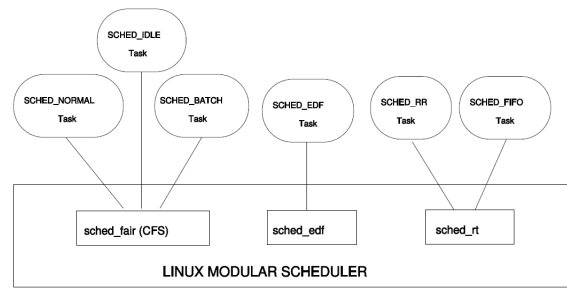 SCHED_IDLE
Task
SCHED_NORMAL
Task
SCHED_BATCH
Task
SCHED_EDF
Task
SCHED_RR
Task
SCHED_FIFO
Task
sched_fair (CFS)
sched_edf
sched_rt
LINUX MODULAR SCHEDULER